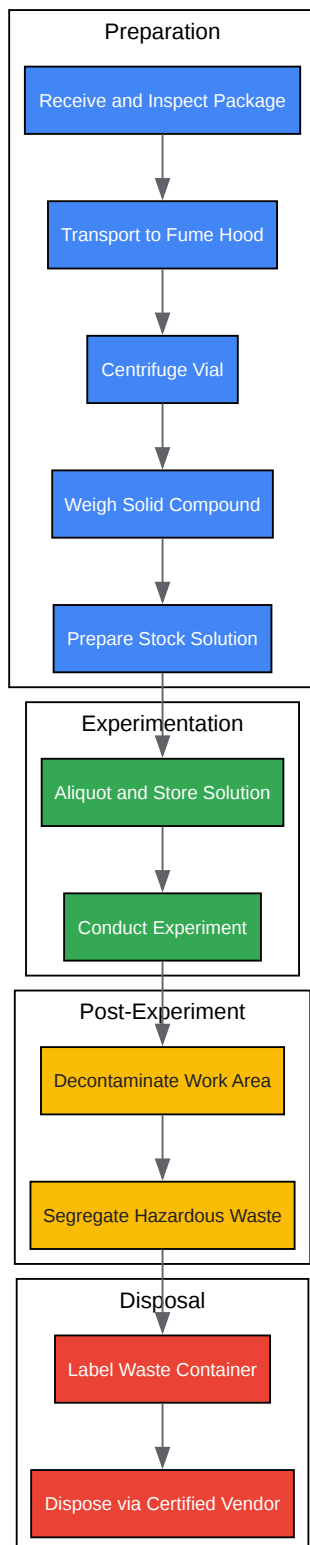 Preparation
Receive and Inspect Package
Transport to Fume Hood
Centrifuge Vial
Weigh Solid Compound
Prepare Stock Solution
Experimentation
Aliquot and Store Solution
Conduct Experiment
Post-Experiment
Decontaminate Work Area
Segregate Hazardous Waste
Disposal
Label Waste Container
Dispose via Certified Vendor